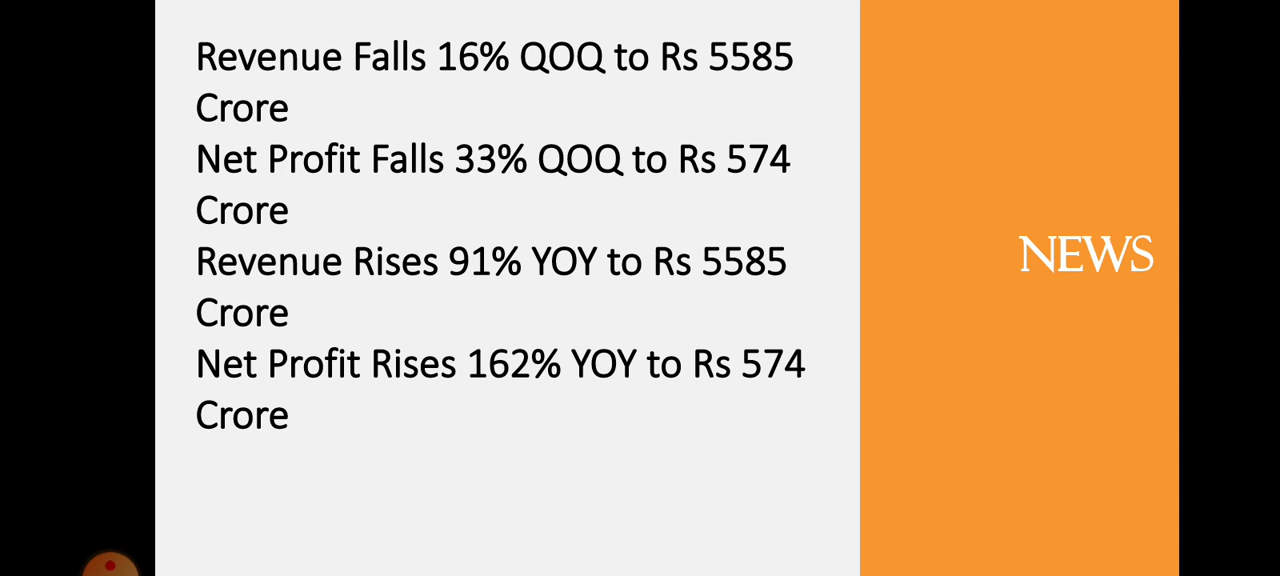 Revenue Falls 16% QOQ to Rs 5585
Crore
Net Profit Falls 33% QOQ to Rs 574
Crore
Revenue Rises 91% YOY to Rs 5585
Crore
Net Profit Rises 162% YOY to Rs 574
Crore
NEWS